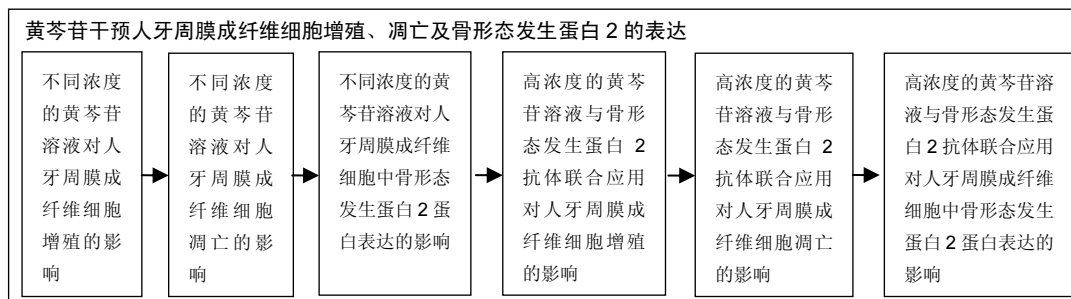 黄芩苷干预人牙周膜成纤维细胞增殖、凋亡及骨形态发生蛋白 2 的表达
不同浓度
的黄芩苷
溶液对人
牙周膜成
纤维细胞
增殖的影
响
不同浓度
的黄芩苷
溶液对人
牙周膜成
纤维细胞
凋亡的影
响
不同浓度的黄
芩苷溶液对人
牙周膜成纤维
细胞中骨形态
发生蛋白 2 蛋
白表达的影响
高浓度的黄芩
苷溶液与骨形
态发生蛋白 2
抗体联合应用
对人牙周膜成
纤维细胞增殖
的影响
高浓度的黄芩
苷溶液与骨形
态发生蛋白 2
抗体联合应用
对人牙周膜成
纤维细胞凋亡
的影响
高浓度的黄芩苷溶
液与骨形态发生蛋
白 2 抗体联合应用
对人牙周膜成纤维
细胞中骨形态发生
蛋白 2 蛋白表达的
影响